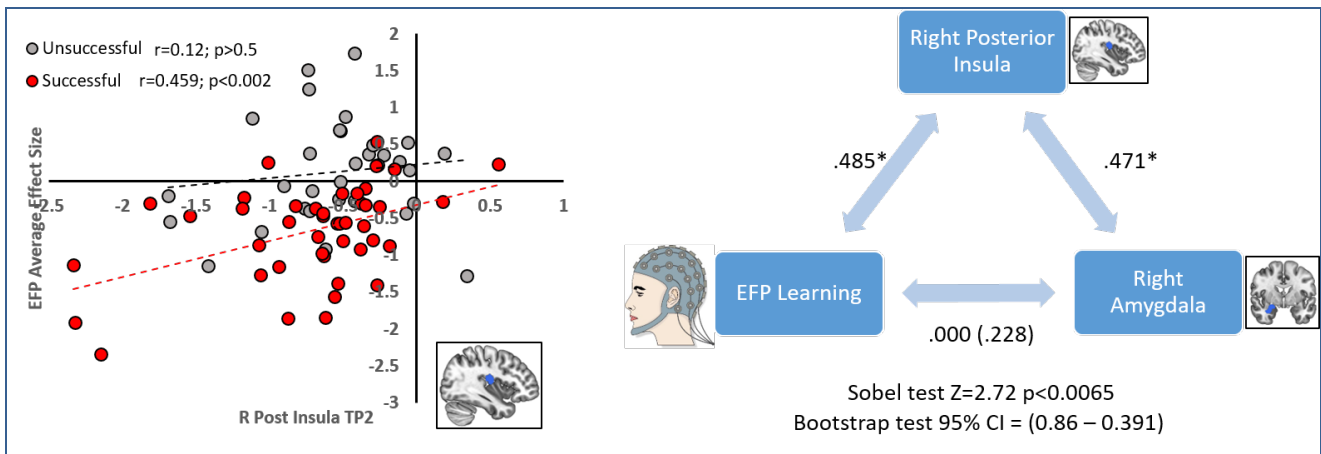 Unsuccessful r=0.12; p>0.5
Successful r=0.459; p<0.002
EFP Average Effect Size
2
1.5
1
0.5
0
-0.5
-1
-1.5
-2
-2.5
-3
2.5
-2
-1.5
-1
-0.5
0.5
1
R Post Insula TP2
Right Posterior
Insula
.485*
.471*
EFP Learning
Right
Amygdala
.000 (.228)
Sobel test Z=2.72 p<0.0065
Bootstrap test 95% CI = (0.86 – 0.391)